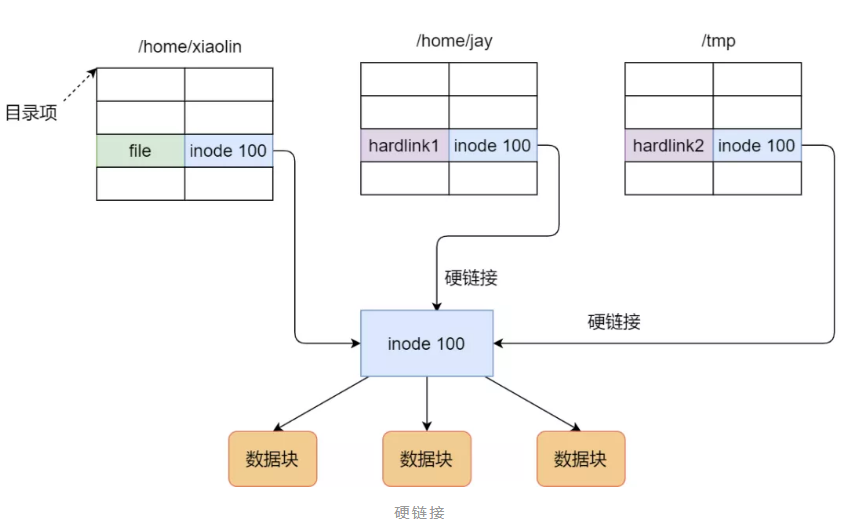 /home/xiaolin
/home/jay
/tmp
目录项
file
inode 100
hardlink1
inode 100
hardlink2
inode 100
硬链接
硬链接
inode 100
数据块
数据块
数据块
硬链接